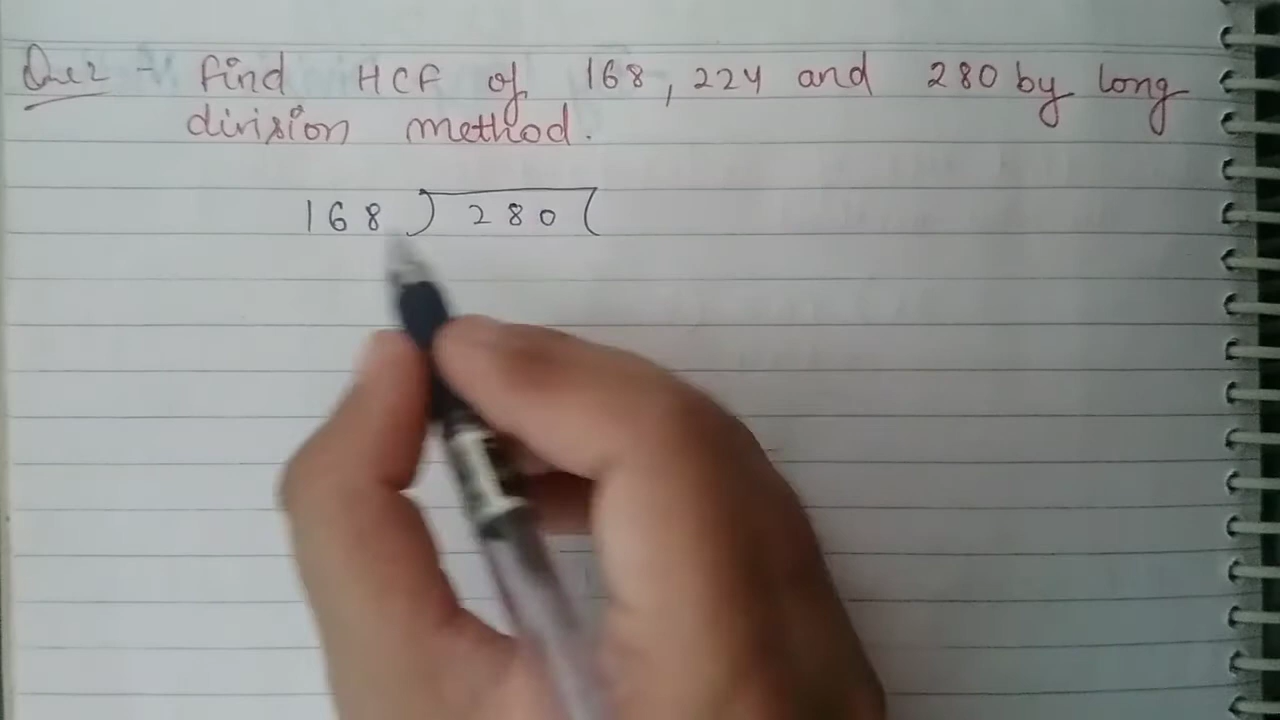 Que2 - find HCF of 168, 224 and 280 by long
division method.
168 ) 280 (